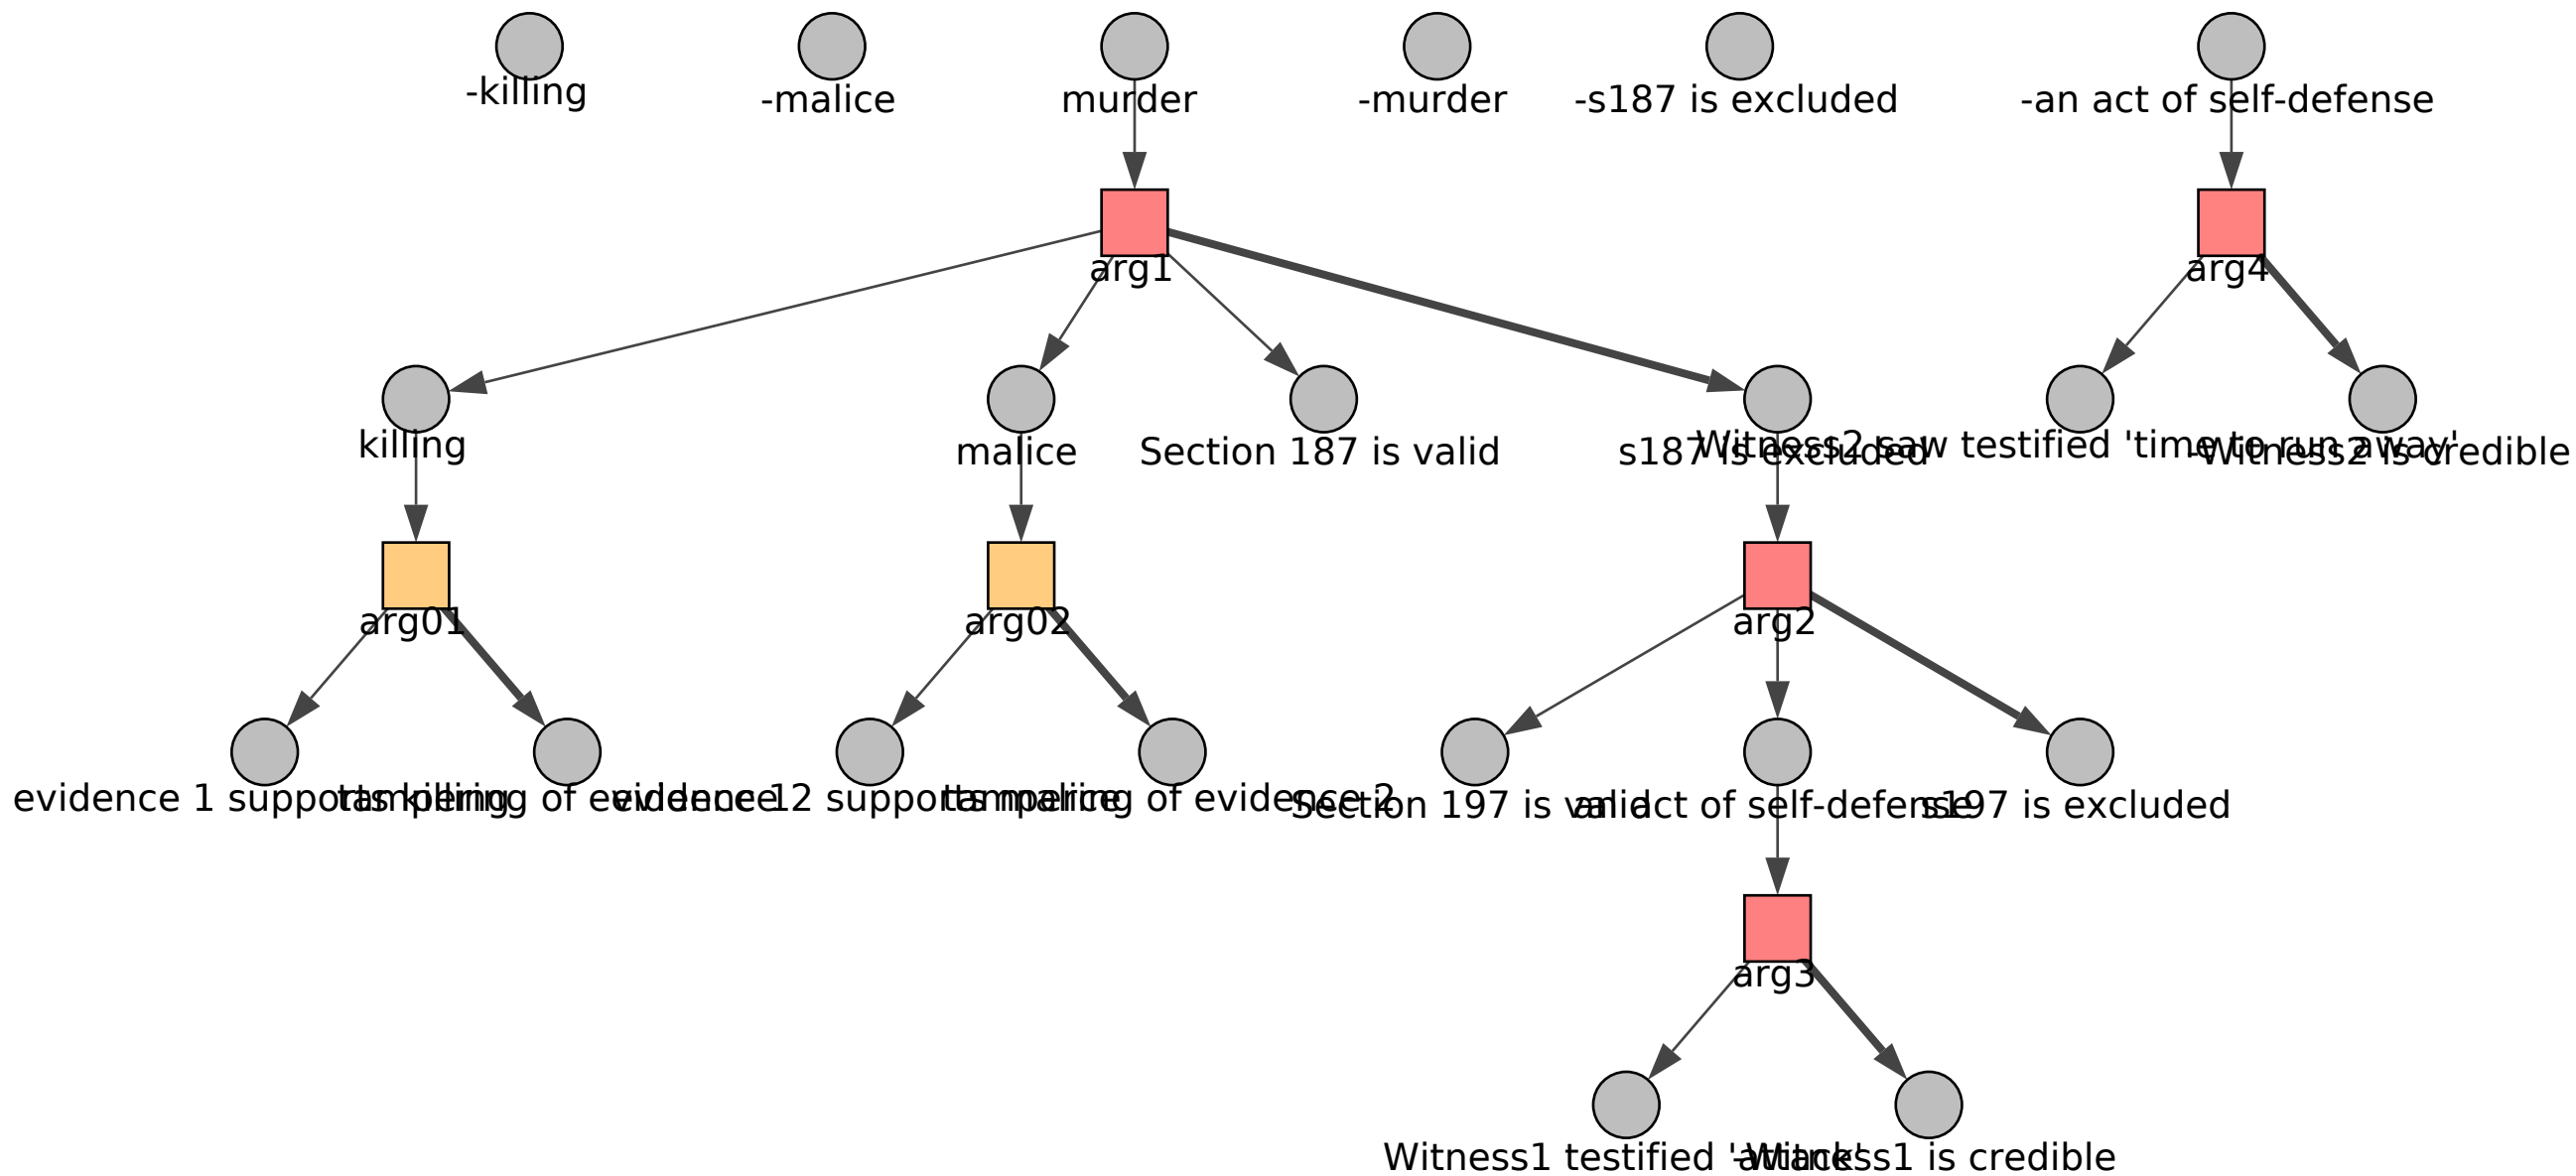 -killing
-malice
murder
-murder
-s187 is excluded
-an act of self-defense
arg1
arg4
killing
malice
Section 187 is valid
s187 is excluded
Witness2 saw testified 'time to run away'
-Witness2 is credible
arg01
arg02
arg2
evidence 1 supports killing
tampering of evidence 1
evidence 2 supports malice
tampering of evidence 2
Section 197 is valid
an act of self-defense
s197 is excluded
arg3
Witness1 testified 'attack'
-Witness1 is credible